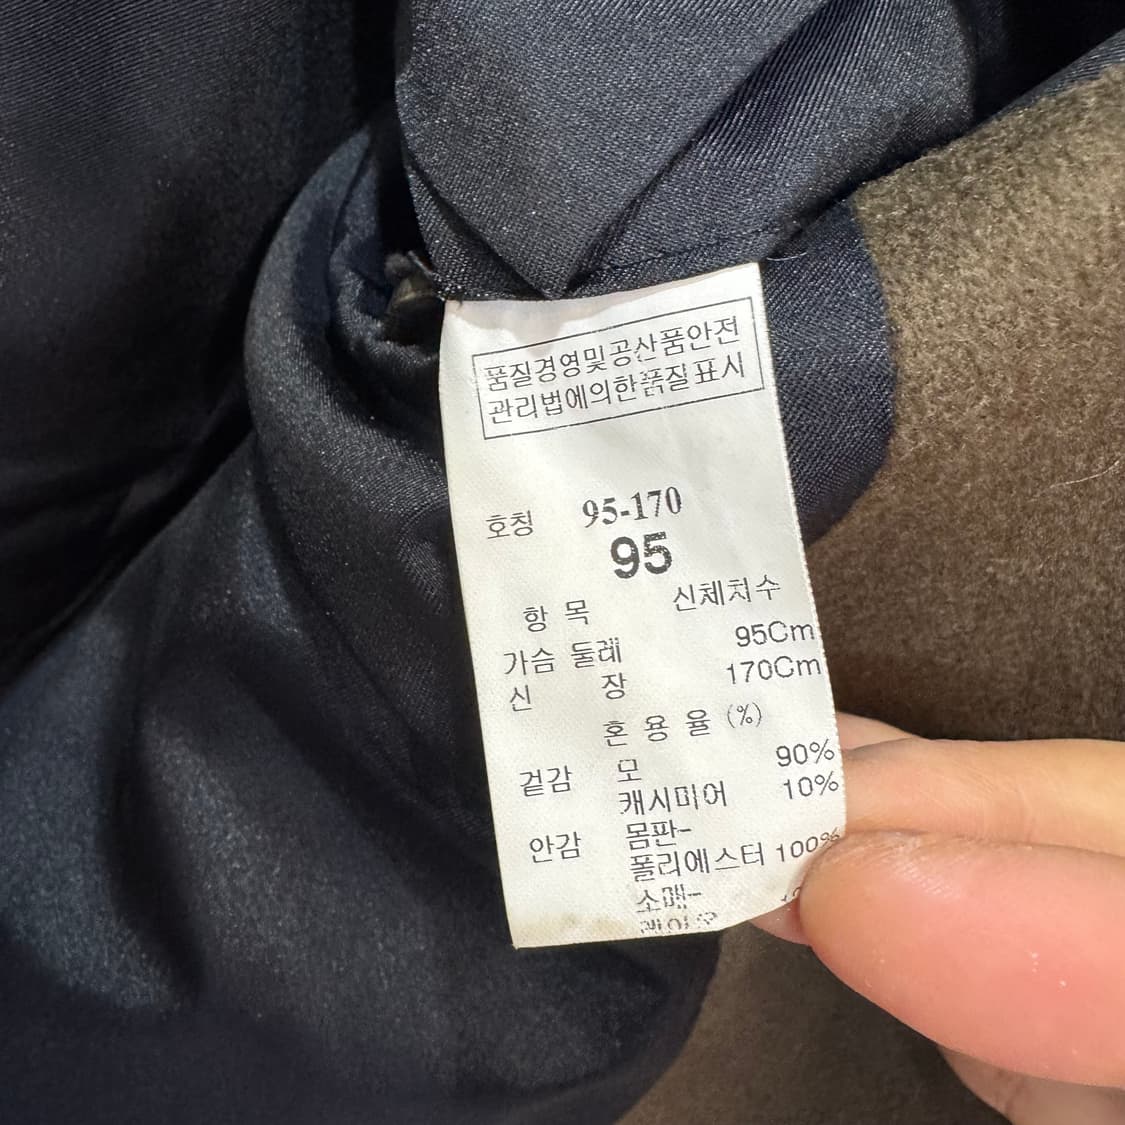 품질경영및공산품안전
관리법에의한품질표시
호칭 95-170
95
항 목 신체치수
가슴 둘레 95Cm
신 장 170Cm
혼 용 율 (%)
겉감 모 90%
캐시미어 10%
안감 몸판-
폴리에스터 100%
소매-